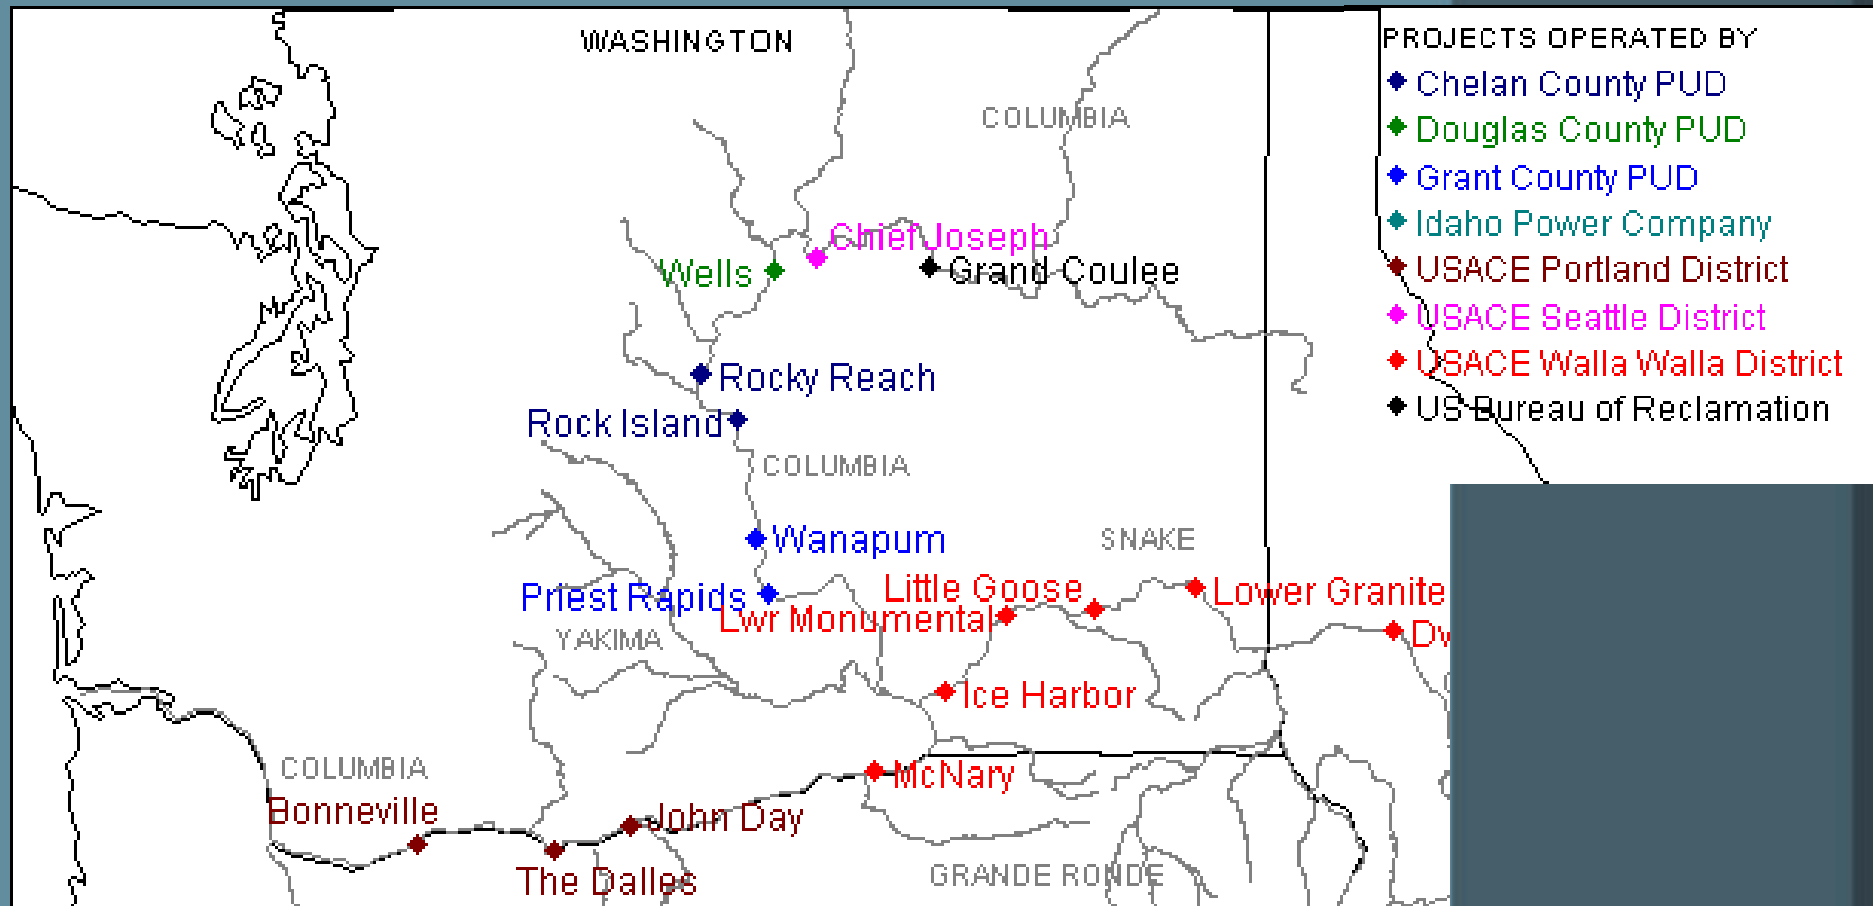 WASHINGTON
PROJECTS OPERATED BY
Chelan County PUD
Douglas County PUD
Grant County PUD
Idaho Power Company
USACE Portland District
USACE Seattle District
USACE Walla Walla District
US Bureau of Reclamation
COLUMBIA
Chief Joseph
Wells
Grand Coulee
Rocky Reach
Rock Island
COLUMBIA
Wanapum
SNAKE
Priest Rapids
Little Goose
Lower Granite
Lwr Monumental
YAKIMA
Dv
Ice Harbor
COLUMBIA
McNary
Bonneville
John Day
The Dalles
GRANDE RONDE